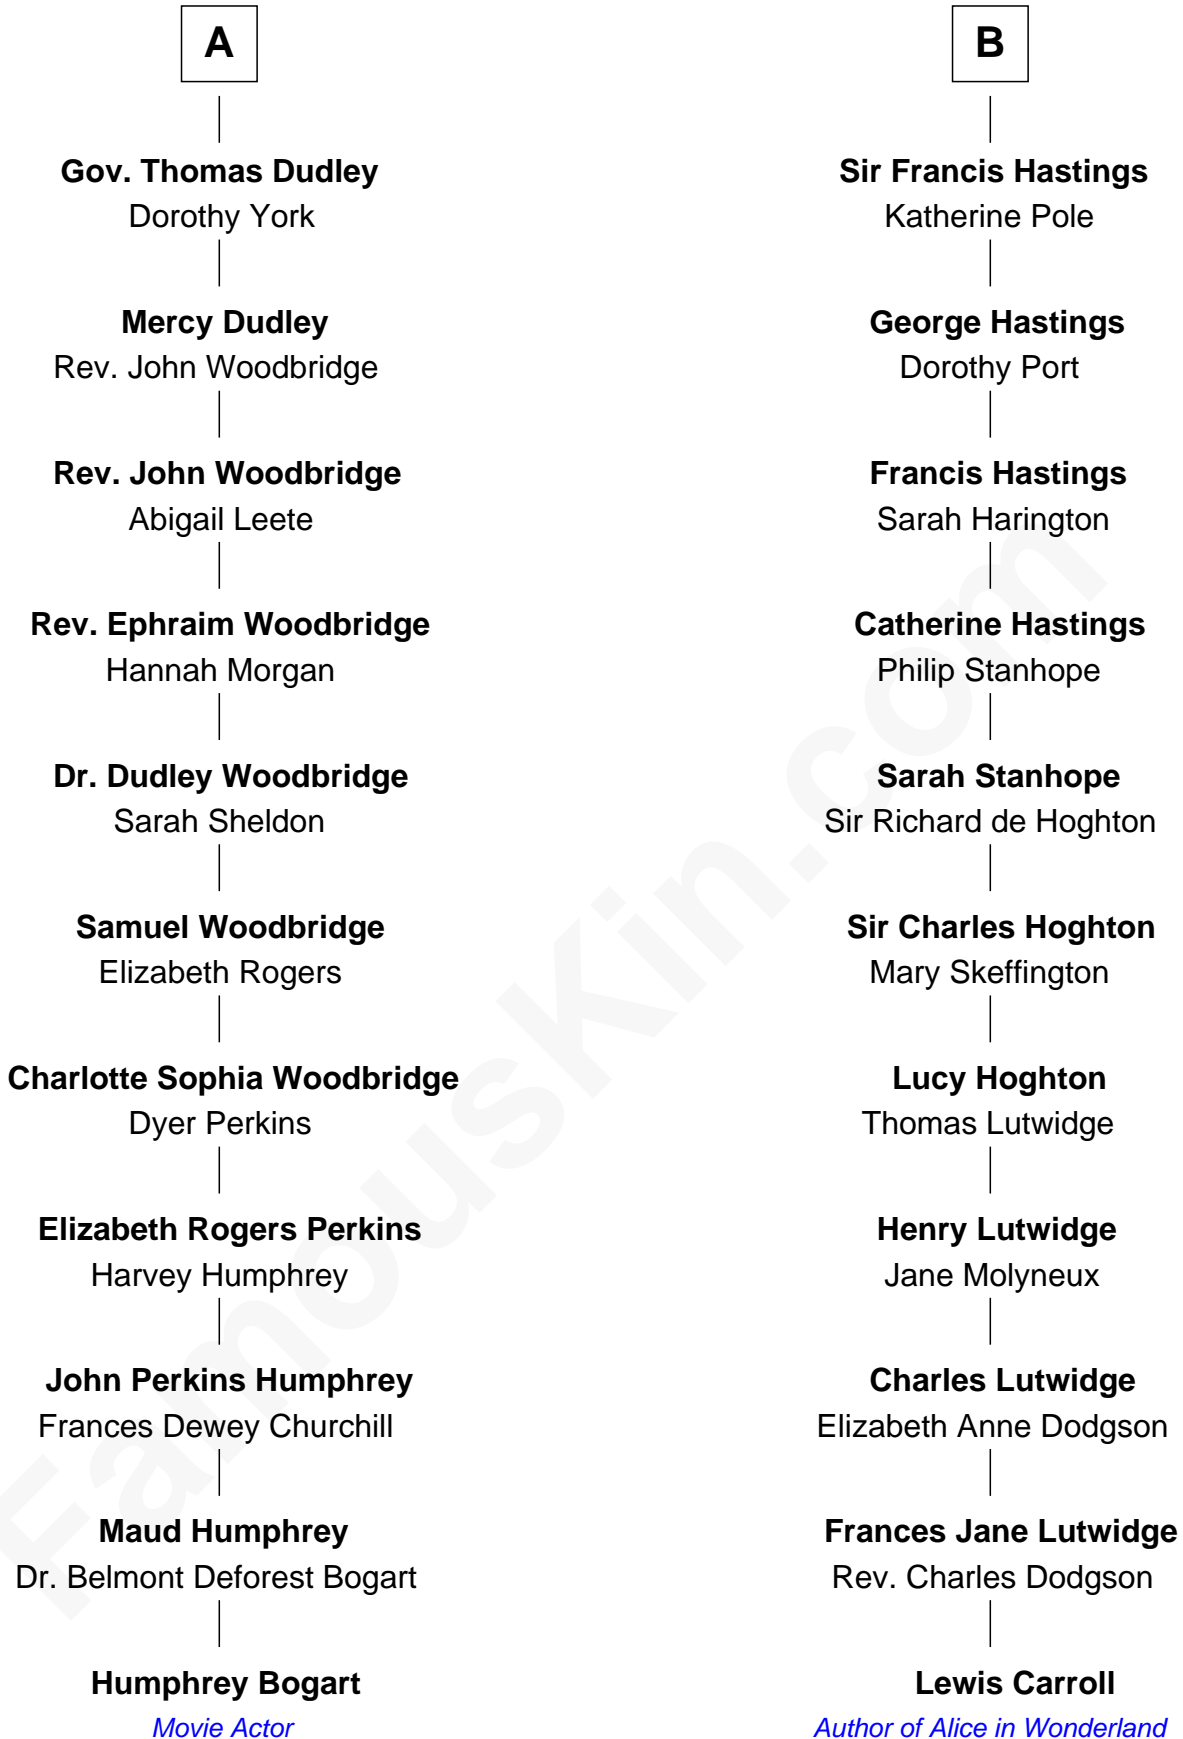 A
Gov. Thomas Dudley
Dorothy York
Mercy Dudley
Rev. John Woodbridge
Rev. John Woodbridge
Abigail Leete
Rev. Ephraim Woodbridge
Hannah Morgan
Dr. Dudley Woodbridge
Sarah Sheldon
Samuel Woodbridge
Elizabeth Rogers
Charlotte Sophia Woodbridge
Dyer Perkins
Elizabeth Rogers Perkins
Harvey Humphrey
John Perkins Humphrey
Frances Dewey Churchill
Maud Humphrey
Dr. Belmont Deforest Bogart
Humphrey Bogart
Movie Actor
B
Sir Francis Hastings
Katherine Pole
George Hastings
Dorothy Port
Francis Hastings
Sarah Harington
Catherine Hastings
Philip Stanhope
Sarah Stanhope
Sir Richard de Hoghton
Sir Charles Hoghton
Mary Skeffington
Lucy Hoghton
Thomas Lutwidge
Henry Lutwidge
Jane Molyneux
Charles Lutwidge
Elizabeth Anne Dodgson
Frances Jane Lutwidge
Rev. Charles Dodgson
Lewis Carroll
Author of Alice in Wonderland
FamousKin.com